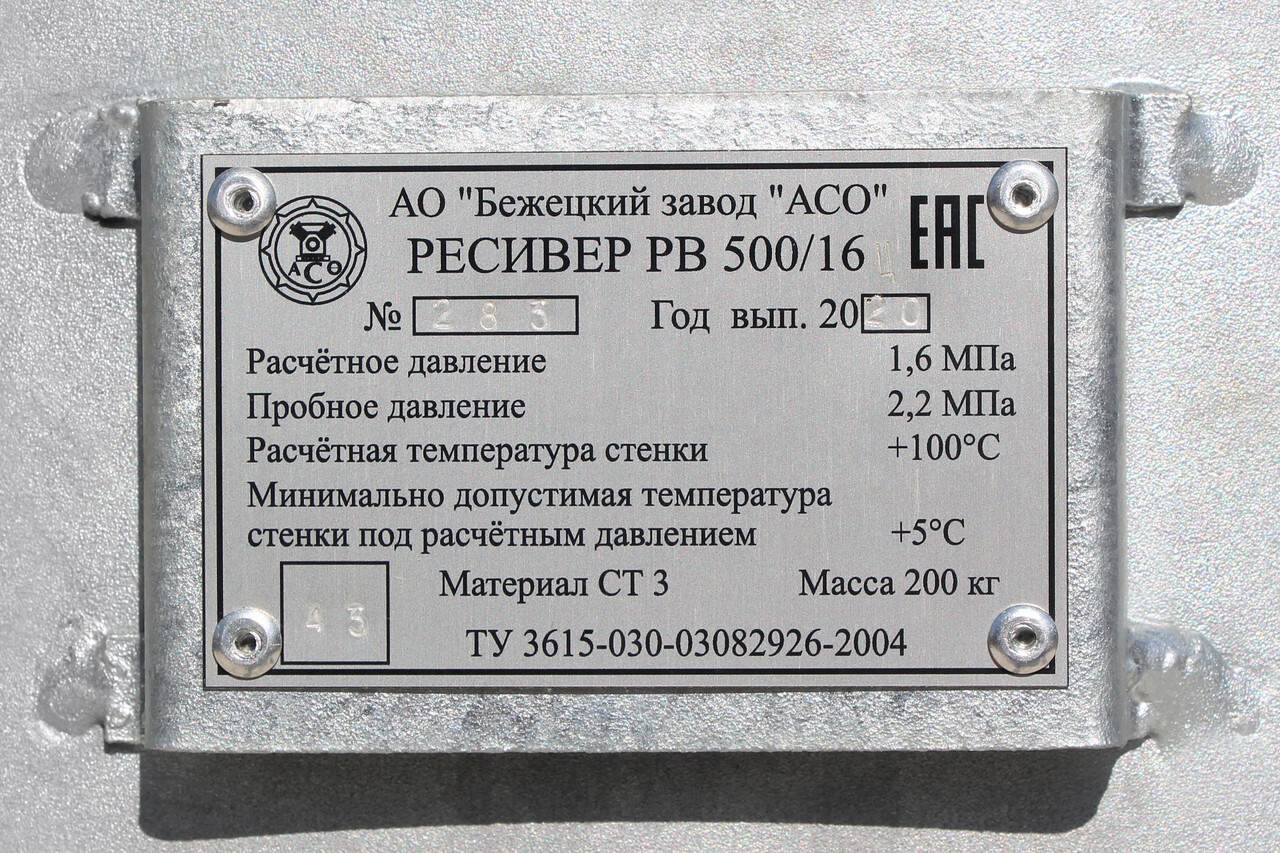 АО "Бежецкий завод "АСО"
РЕСИВЕР РВ 500/16 Ц
ЕАС
АСО
№ 283 Год вып. 2020
Расчётное давление 1,6 МПа
Пробное давление 2,2 МПа
Расчётная температура стенки +100°С
Минимально допустимая температура
стенки под расчётным давлением +5°С
Материал СТ 3 Масса 200 кг
43
ТУ 3615-030-03082926-2004